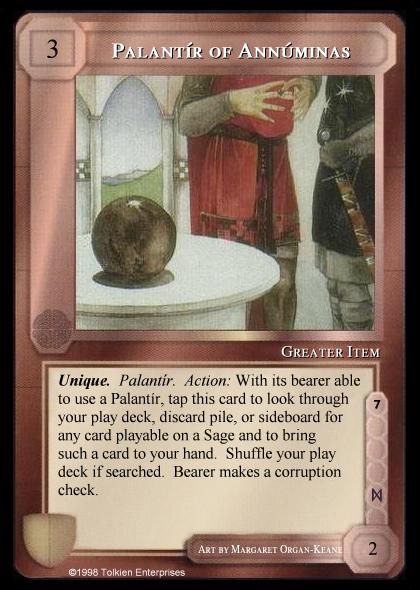 3
PALANTÍR OF ANNÚMINAS
GREATER ITEM
Unique. Palantír. Action: With its bearer able
to use a Palantír, tap this card to look through
your play deck, discard pile, or sideboard for
any card playable on a Sage and to bring
such a card to your hand. Shuffle your play
deck if searched. Bearer makes a corruption
check.
7
ᛞ
ART BY MARGARET ORGAN-KEAN
2
©1998 Tolkien Enterprises